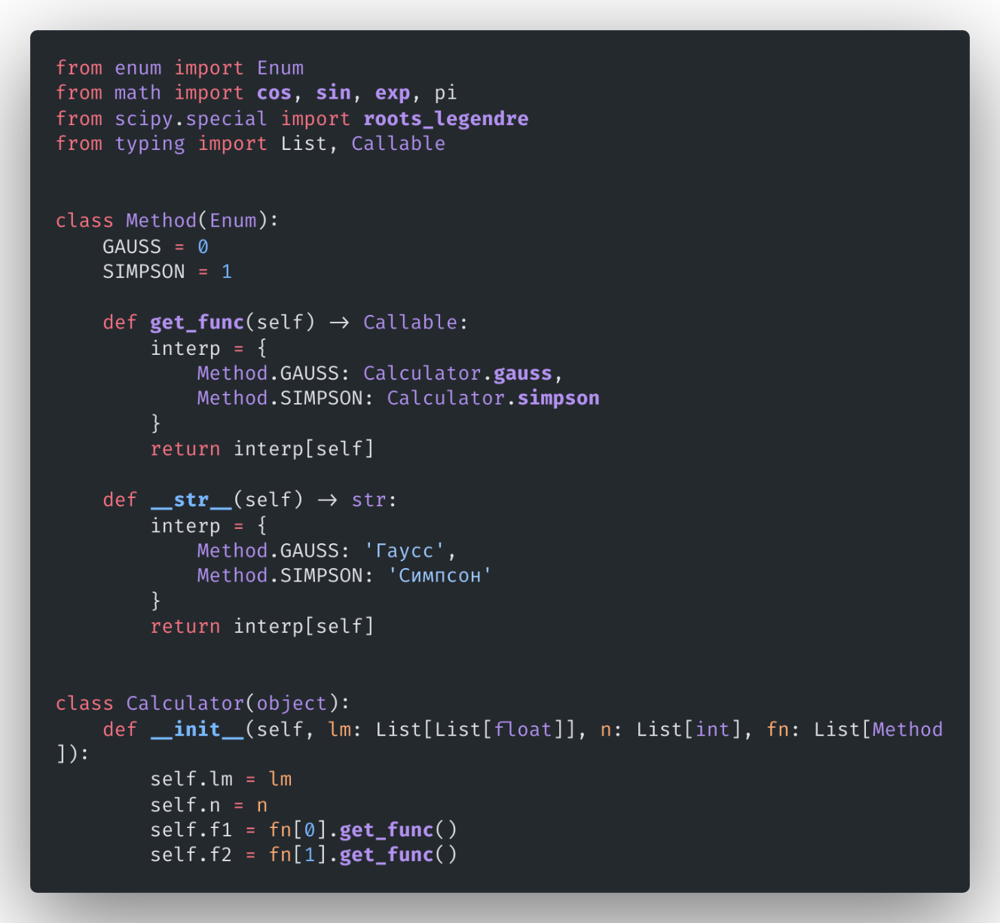 from enum import Enum
from math import cos, sin, exp, pi
from scipy.special import roots_legendre
from typing import List, Callable


class Method(Enum):
    GAUSS = 0
    SIMPSON = 1

    def get_func(self) -> Callable:
        interp = {
            Method.GAUSS: Calculator.gauss,
            Method.SIMPSON: Calculator.simpson
        }
        return interp[self]

    def __str__(self) -> str:
        interp = {
            Method.GAUSS: 'Гаусс',
            Method.SIMPSON: 'Симпсон'
        }
        return interp[self]


class Calculator(object):
    def __init__(self, lm: List[List[float]], n: List[int], fn: List[Method
]):
        self.lm = lm
        self.n = n
        self.f1 = fn[0].get_func()
        self.f2 = fn[1].get_func()